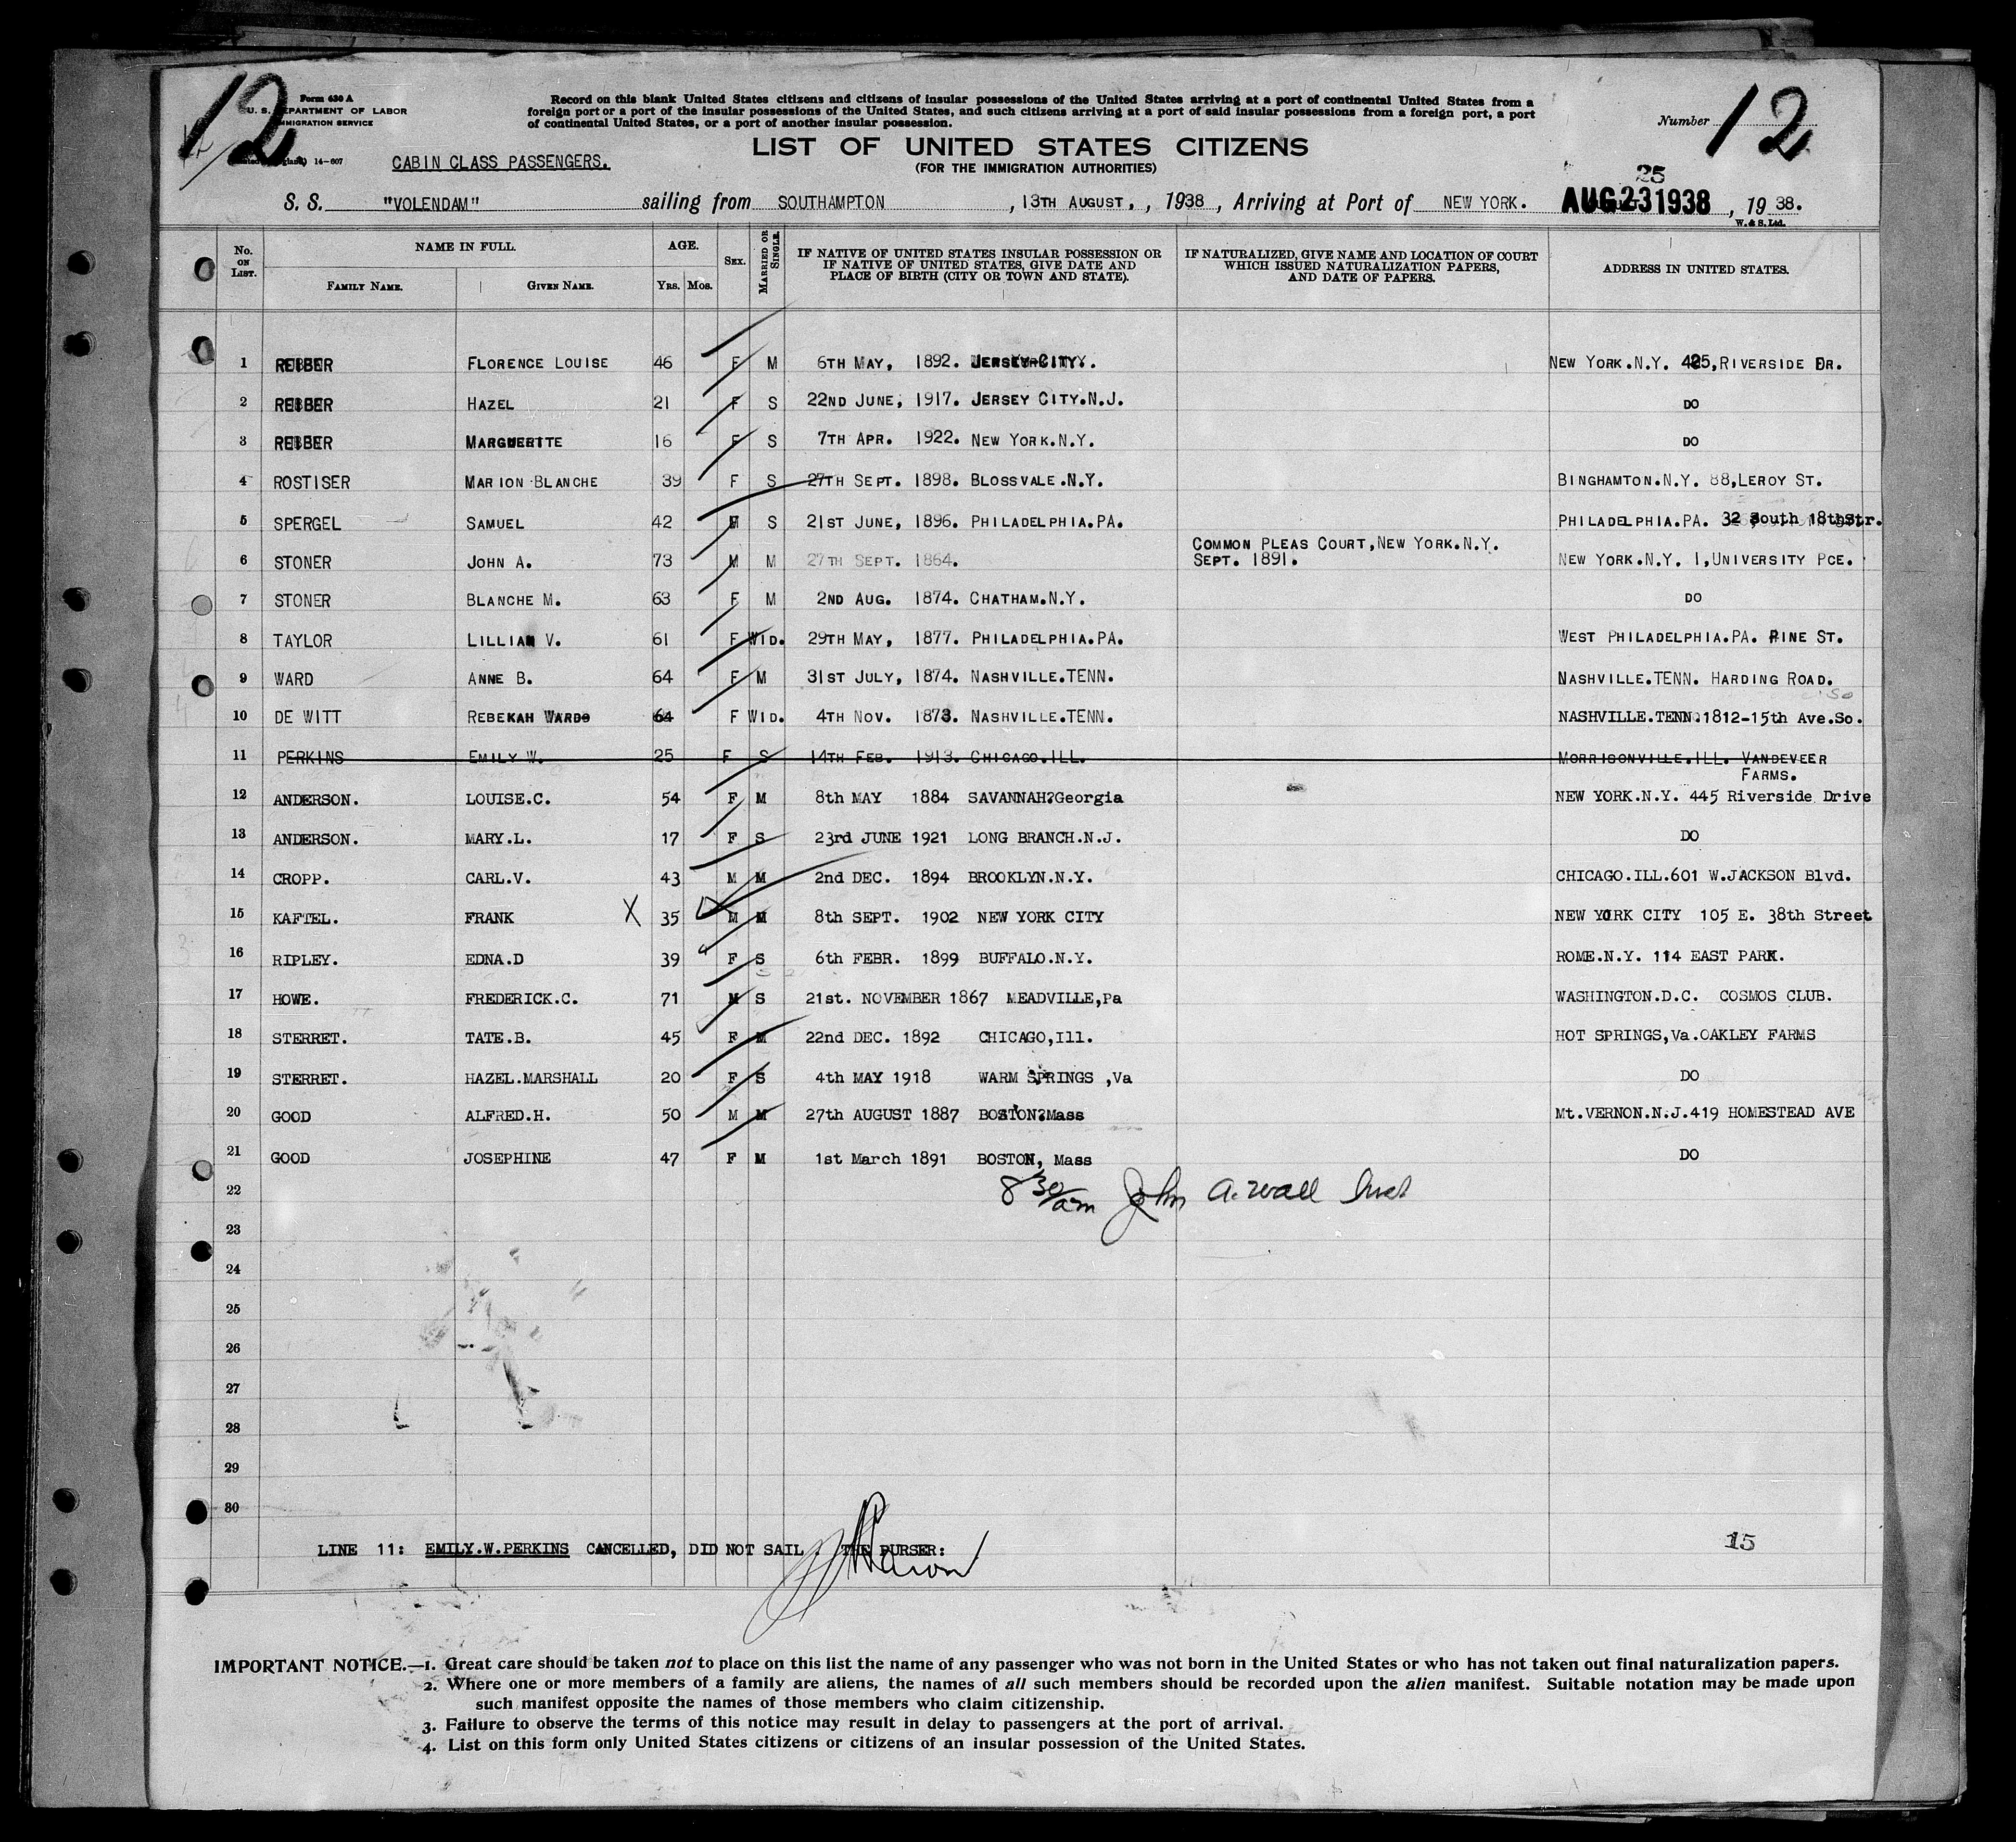 12
Form 630 A
U. S. DEPARTMENT OF LABOR
IMMIGRATION SERVICE
14-607
CABIN CLASS PASSENGERS.
Record on this blank United States citizens and citizens of insular possessions of the United States arriving at a port of continental United States from a
foreign port or a port of the insular possessions of the United States, and such citizens arriving at a port of said insular possessions from a foreign port, a port
of continental United States, or a port of another insular possession.
Number 12
LIST OF UNITED STATES CITIZENS
(FOR THE IMMIGRATION AUTHORITIES)
25
S. S. "VOLENDAM" sailing from SOUTHAMPTON, 13TH AUGUST, , 1938, Arriving at Port of NEW YORK. AUG 23 1938, 1938.
W. & S. Ltd.
No. ON LIST. NAME IN FULL. AGE. SEX. MARRIED OR SINGLE. IF NATIVE OF UNITED STATES INSULAR POSSESSION OR IF NATIVE OF UNITED STATES, GIVE DATE AND PLACE OF BIRTH (CITY OR TOWN AND STATE). IF NATURALIZED, GIVE NAME AND LOCATION OF COURT WHICH ISSUED NATURALIZATION PAPERS, AND DATE OF PAPERS. ADDRESS IN UNITED STATES.
FAMILY NAME. GIVEN NAME. YRS. MOS.
1 REIBER FLORENCE LOUISE 46 F M 6TH MAY, 1892. JERSEY CITY. NEW YORK.N.Y. RIVERSIDE DR.
2 REIBER HAZEL 21 F S 22ND JUNE, 1917. JERSEY CITY.N.J. DO
3 REIBER MARGUERITE 16 F S 7TH APR. 1922. NEW YORK.N.Y. DO
4 ROSTISER MARION BLANCHE 39 F S 27TH SEPT. 1898. BLOSSVALE.N.Y. BINGHAMTON.N.Y. 88,LEROY ST.
5 SPERGEL SAMUEL 42 M S 21ST JUNE, 1896. PHILADELPHIA.PA. PHILADELPHIA.PA. 32 South 18thStr.
COMMON PLEAS COURT,NEW YORK.N.Y.
6 STONER JOHN A. 73 M M 27TH SEPT. 1864. SEPT. 1891. NEW YORK.N.Y. 1,UNIVERSITY PCE.
7 STONER BLANCHE M. 63 F M 2ND AUG. 1874. CHATHAM.N.Y. DO
8 TAYLOR LILLIAN V. 61 F WID. 29TH MAY, 1877. PHILADELPHIA.PA. WEST PHILADELPHIA.PA. PINE ST.
9 WARD ANNE B. 64 F M 31ST JULY, 1874. NASHVILLE.TENN. NASHVILLE.TENN. HARDING ROAD.
10 DE WITT REBEKAH WARD 64 F WID. 4TH NOV. 1873. NASHVILLE.TENN. NASHVILLE.TENN.1812-15th Ave.So.
11 PERKINS EMILY W. 25 F S 14TH FEB. 1913. CHICAGO.ILL. MORRISONVILLE.ILL. VANDEVEER
FARMS.
12 ANDERSON. LOUISE.C. 54 F M 8th MAY 1884 SAVANNAH?Georgia NEW YORK.N.Y. 445 Riverside Drive
13 ANDERSON. MARY.L. 17 F S 23rd JUNE 1921 LONG BRANCH.N.J. DO
14 CROPP. CARL.V. 43 M M 2nd DEC. 1894 BROOKLYN.N.Y. CHICAGO.ILL.601 W.JACKSON Blvd.
15 KAFTEL. FRANK X 35 M M 8th SEPT. 1902 NEW YORK CITY NEW YORK CITY 105 E. 38th Street
16 RIPLEY. EDNA.D 39 F S 6th FEBR. 1899 BUFFALO.N.Y. ROME.N.Y. 114 EAST PARK.
17 HOWE. FREDERICK.C. 71 M S 21st. NOVEMBER 1867 MEADVILLE,Pa WASHINGTON.D.C. COSMOS CLUB.
18 STERRET. TATE.B. 45 F M 22nd DEC. 1892 CHICAGO,Ill. HOT SPRINGS,Va.OAKLEY FARMS
19 STERRET. HAZEL.MARSHALL 20 F S 4th MAY 1918 WARM SPRINGS ,Va DO
20 GOOD ALFRED.H. 50 M M 27th AUGUST 1887 BOSTON?Mass Mt.VERNON.N.J.419 HOMESTEAD AVE
21 GOOD JOSEPHINE 47 F M 1st March 1891 BOSTON, Mass DO
22 8 30/am John A. Wall Insp
23
24
25
26
27
28
29
30
15
LINE 11: EMILY.W.PERKINS CANCELLED, DID NOT SAIL . THE PURSER:
IMPORTANT NOTICE.—1. Great care should be taken not to place on this list the name of any passenger who was not born in the United States or who has not taken out final naturalization papers.
2. Where one or more members of a family are aliens, the names of all such members should be recorded upon the alien manifest. Suitable notation may be made upon
such manifest opposite the names of those members who claim citizenship.
3. Failure to observe the terms of this notice may result in delay to passengers at the port of arrival.
4. List on this form only United States citizens or citizens of an insular possession of the United States.